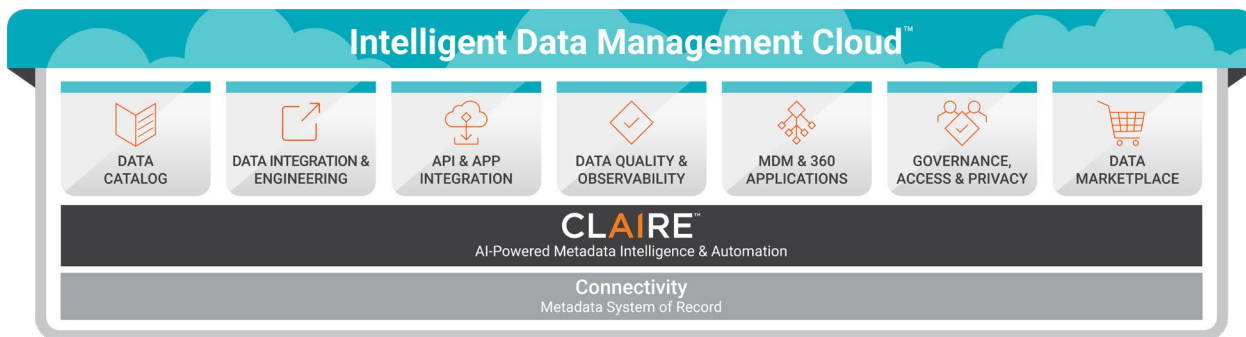 Intelligent Data Management Cloud™
DATA
CATALOG
DATA INTEGRATION &
ENGINEERING
API & APP
INTEGRATION
DATA QUALITY &
OBSERVABILITY
MDM & 360
APPLICATIONS
GOVERNANCE,
ACCESS & PRIVACY
DATA
MARKETPLACE
CLAIRE™
AI-Powered Metadata Intelligence & Automation
Connectivity
Metadata System of Record